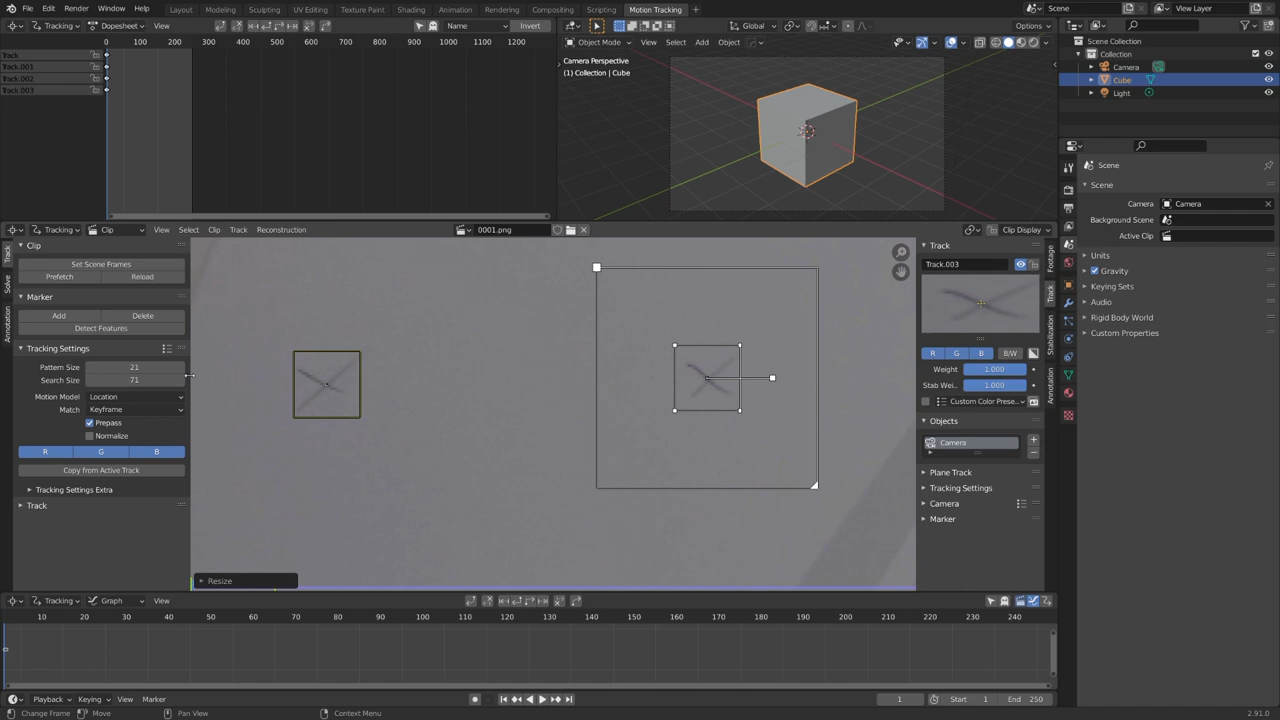 File Edit Render Window Help Layout Modeling Sculpting UV Editing Texture Paint Shading Animation Rendering Compositing Scripting Motion Tracking + Scene View Layer
Tracking Dopesheet View Name Invert
Global Options
0 100 200 300 400 500 600 700 800 900 1000 1100 1200
Object Mode View Select Add Object
Track
Track.001
Track.002
Track.003
Camera Perspective
(1) Collection | Cube
Scene Collection
Collection
Camera
Cube
Light
Scene
Scene
Camera Camera
Background Scene
Active Clip
Units
Gravity
Keying Sets
Audio
Rigid Body World
Custom Properties
Tracking Clip View Select Clip Track Reconstruction 0001.png Clip Display
Track
Solve
Annotation
Clip
Set Scene Frames
Prefetch Reload
Marker
Add Delete
Detect Features
Tracking Settings
Pattern Size 21
Search Size 71
Motion Model Location
Match Keyframe
Prepass
Normalize
R G B
Copy from Active Track
Tracking Settings Extra
Track
Resize
Track
Track.003
R G B B/W
Weight 1.000
Stab Wei.. 1.000
Custom Color Prese..
Objects
Camera
Plane Track
Tracking Settings
Camera
Marker
Footage
Track
Stabilization
Annotation
Tracking Graph View
10 20 30 40 50 60 70 80 90 100 110 120 130 140 150 160 170 180 190 200 210 220 230 240
Playback Keying View Marker 1 Start 1 End 250
Change Frame Move Pan View Context Menu 2.91.0